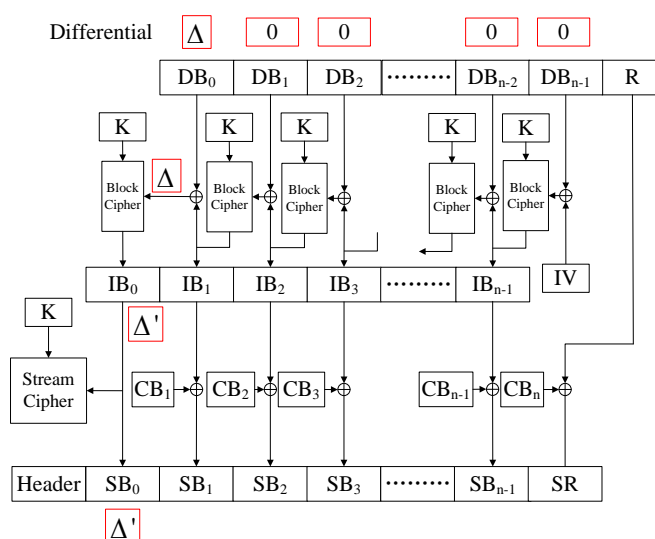 Differential Δ 0 0 0 0
DB₀ DB₁ DB₂ ········· DBₙ₋₂ DBₙ₋₁ R
K K K K K
Block Cipher Δ Block Cipher Block Cipher Block Cipher Block Cipher
IB₀ IB₁ IB₂ IB₃ ········· IBₙ₋₁ IV
K Δ'
Stream Cipher CB₁ CB₂ CB₃ CBₙ₋₁ CBₙ
Header SB₀ SB₁ SB₂ SB₃ ········· SBₙ₋₁ SR
Δ'